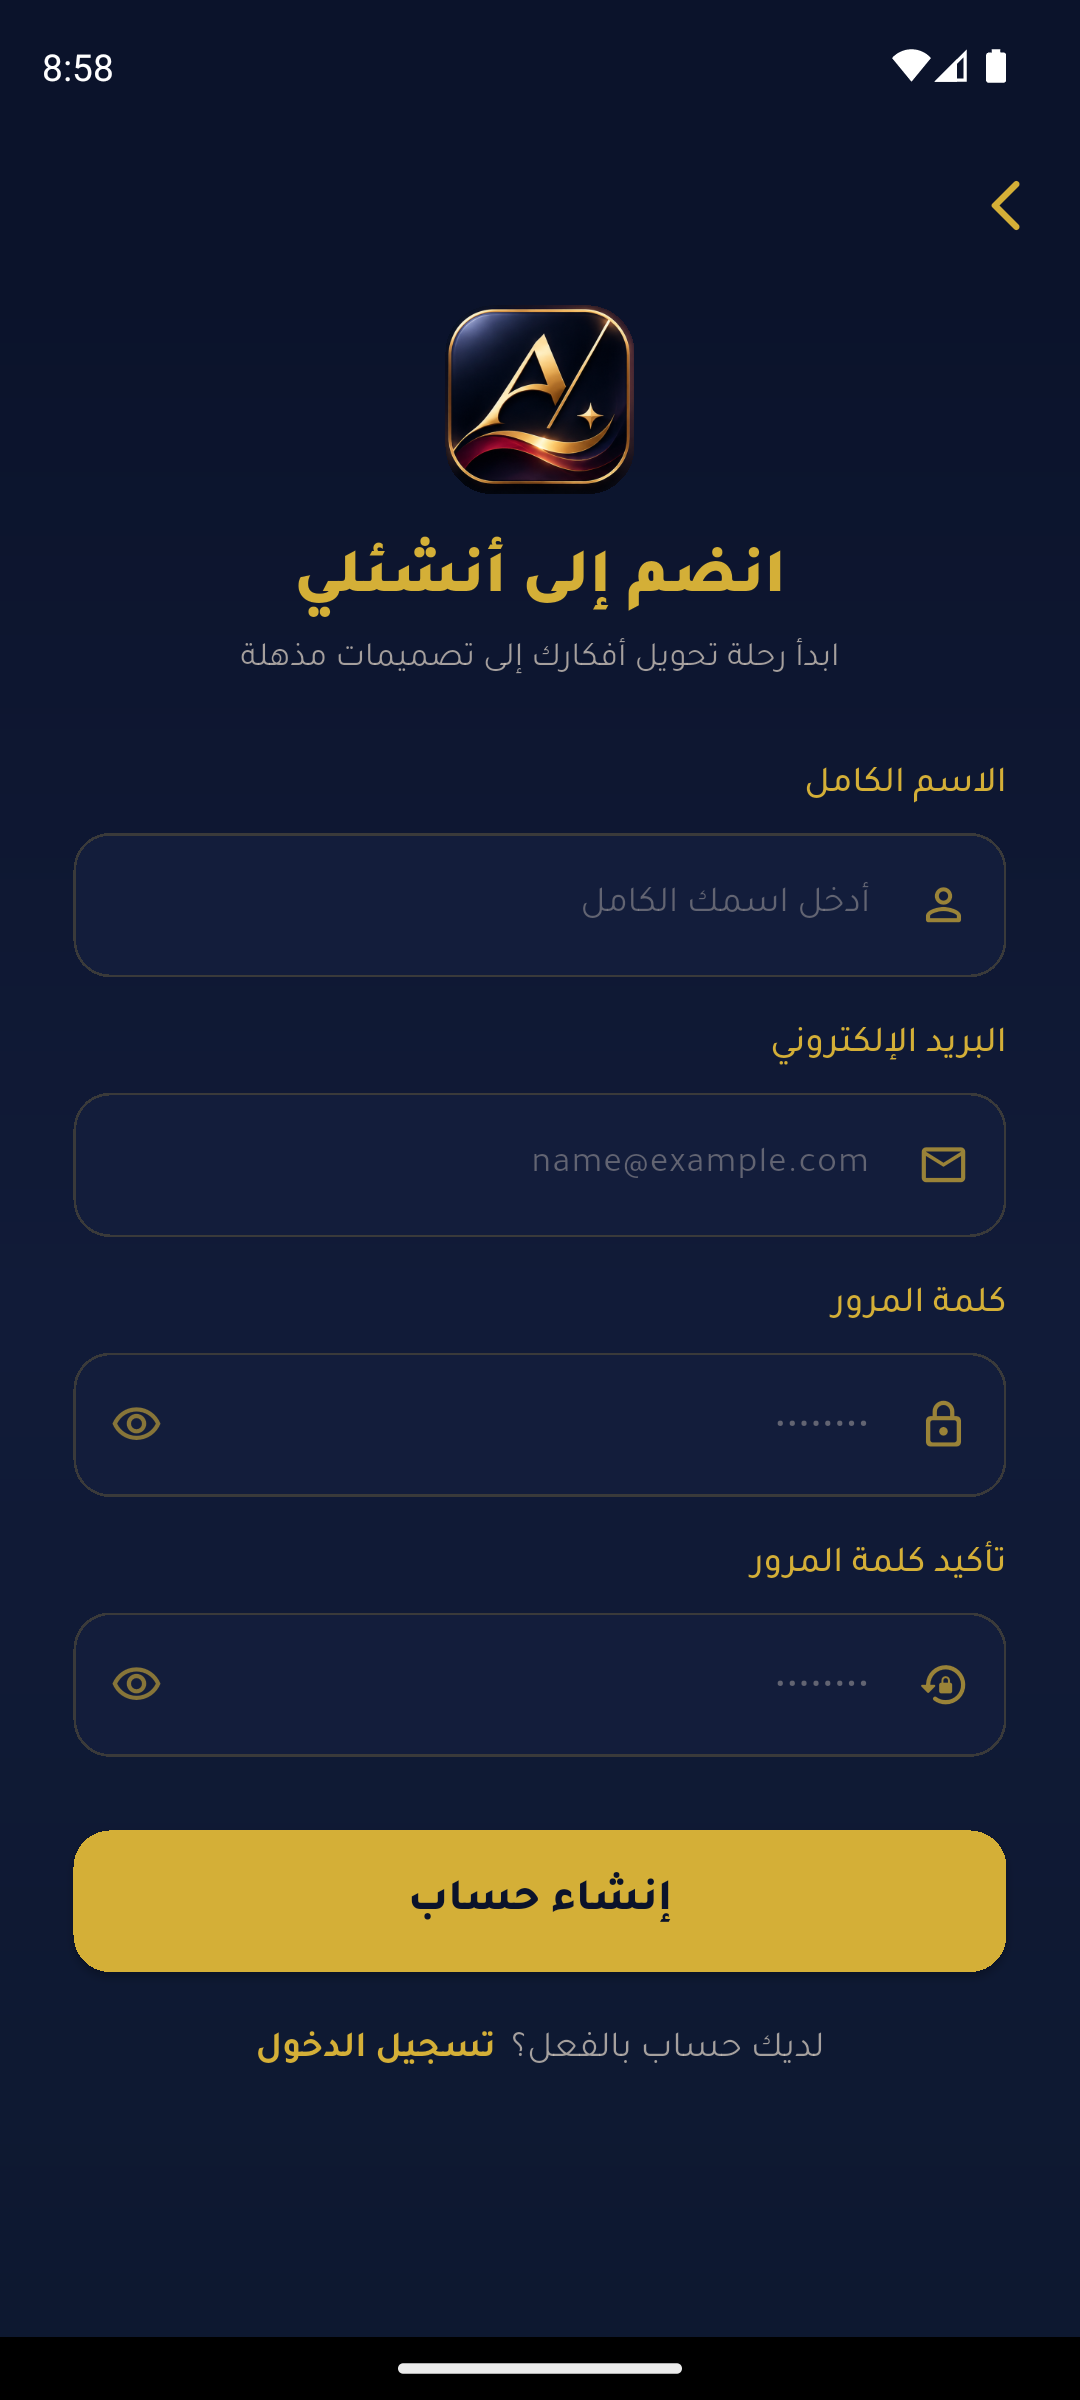 8:58
انضم إلى أنشئلي
ابدأ رحلة تحويل أفكارك إلى تصميمات مذهلة
الاسم الكامل
أدخل اسمك الكامل
البريد الإلكتروني
name@example.com
كلمة المرور
••••••••
تأكيد كلمة المرور
••••••••
إنشاء حساب
لديك حساب بالفعل؟ تسجيل الدخول